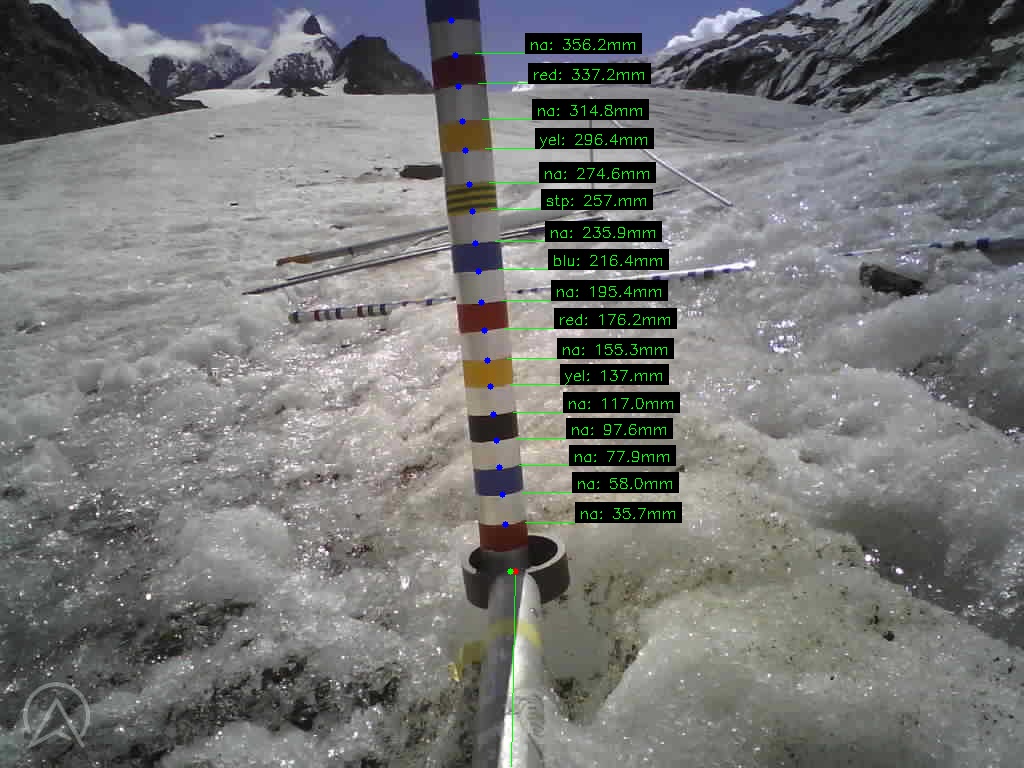 na: 356.2mm
red: 337.2mm
na: 314.8mm
yel: 296.4mm
na: 274.6mm
stp: 257.mm
na: 235.9mm
blu: 216.4mm
na: 195.4mm
red: 176.2mm
na: 155.3mm
yel: 137.mm
na: 117.0mm
na: 97.6mm
na: 77.9mm
na: 58.0mm
na: 35.7mm